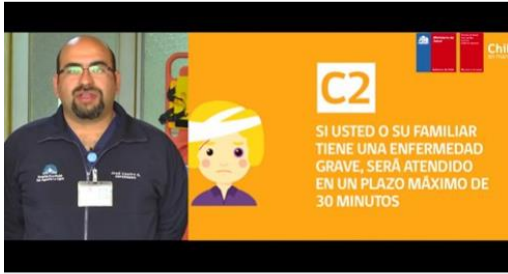 C2
SI USTED O SU FAMILIAR
TIENE UNA ENFERMEDAD
GRAVE, SERÁ ATENDIDO
EN UN PLAZO MÁXIMO DE
30 MINUTOS